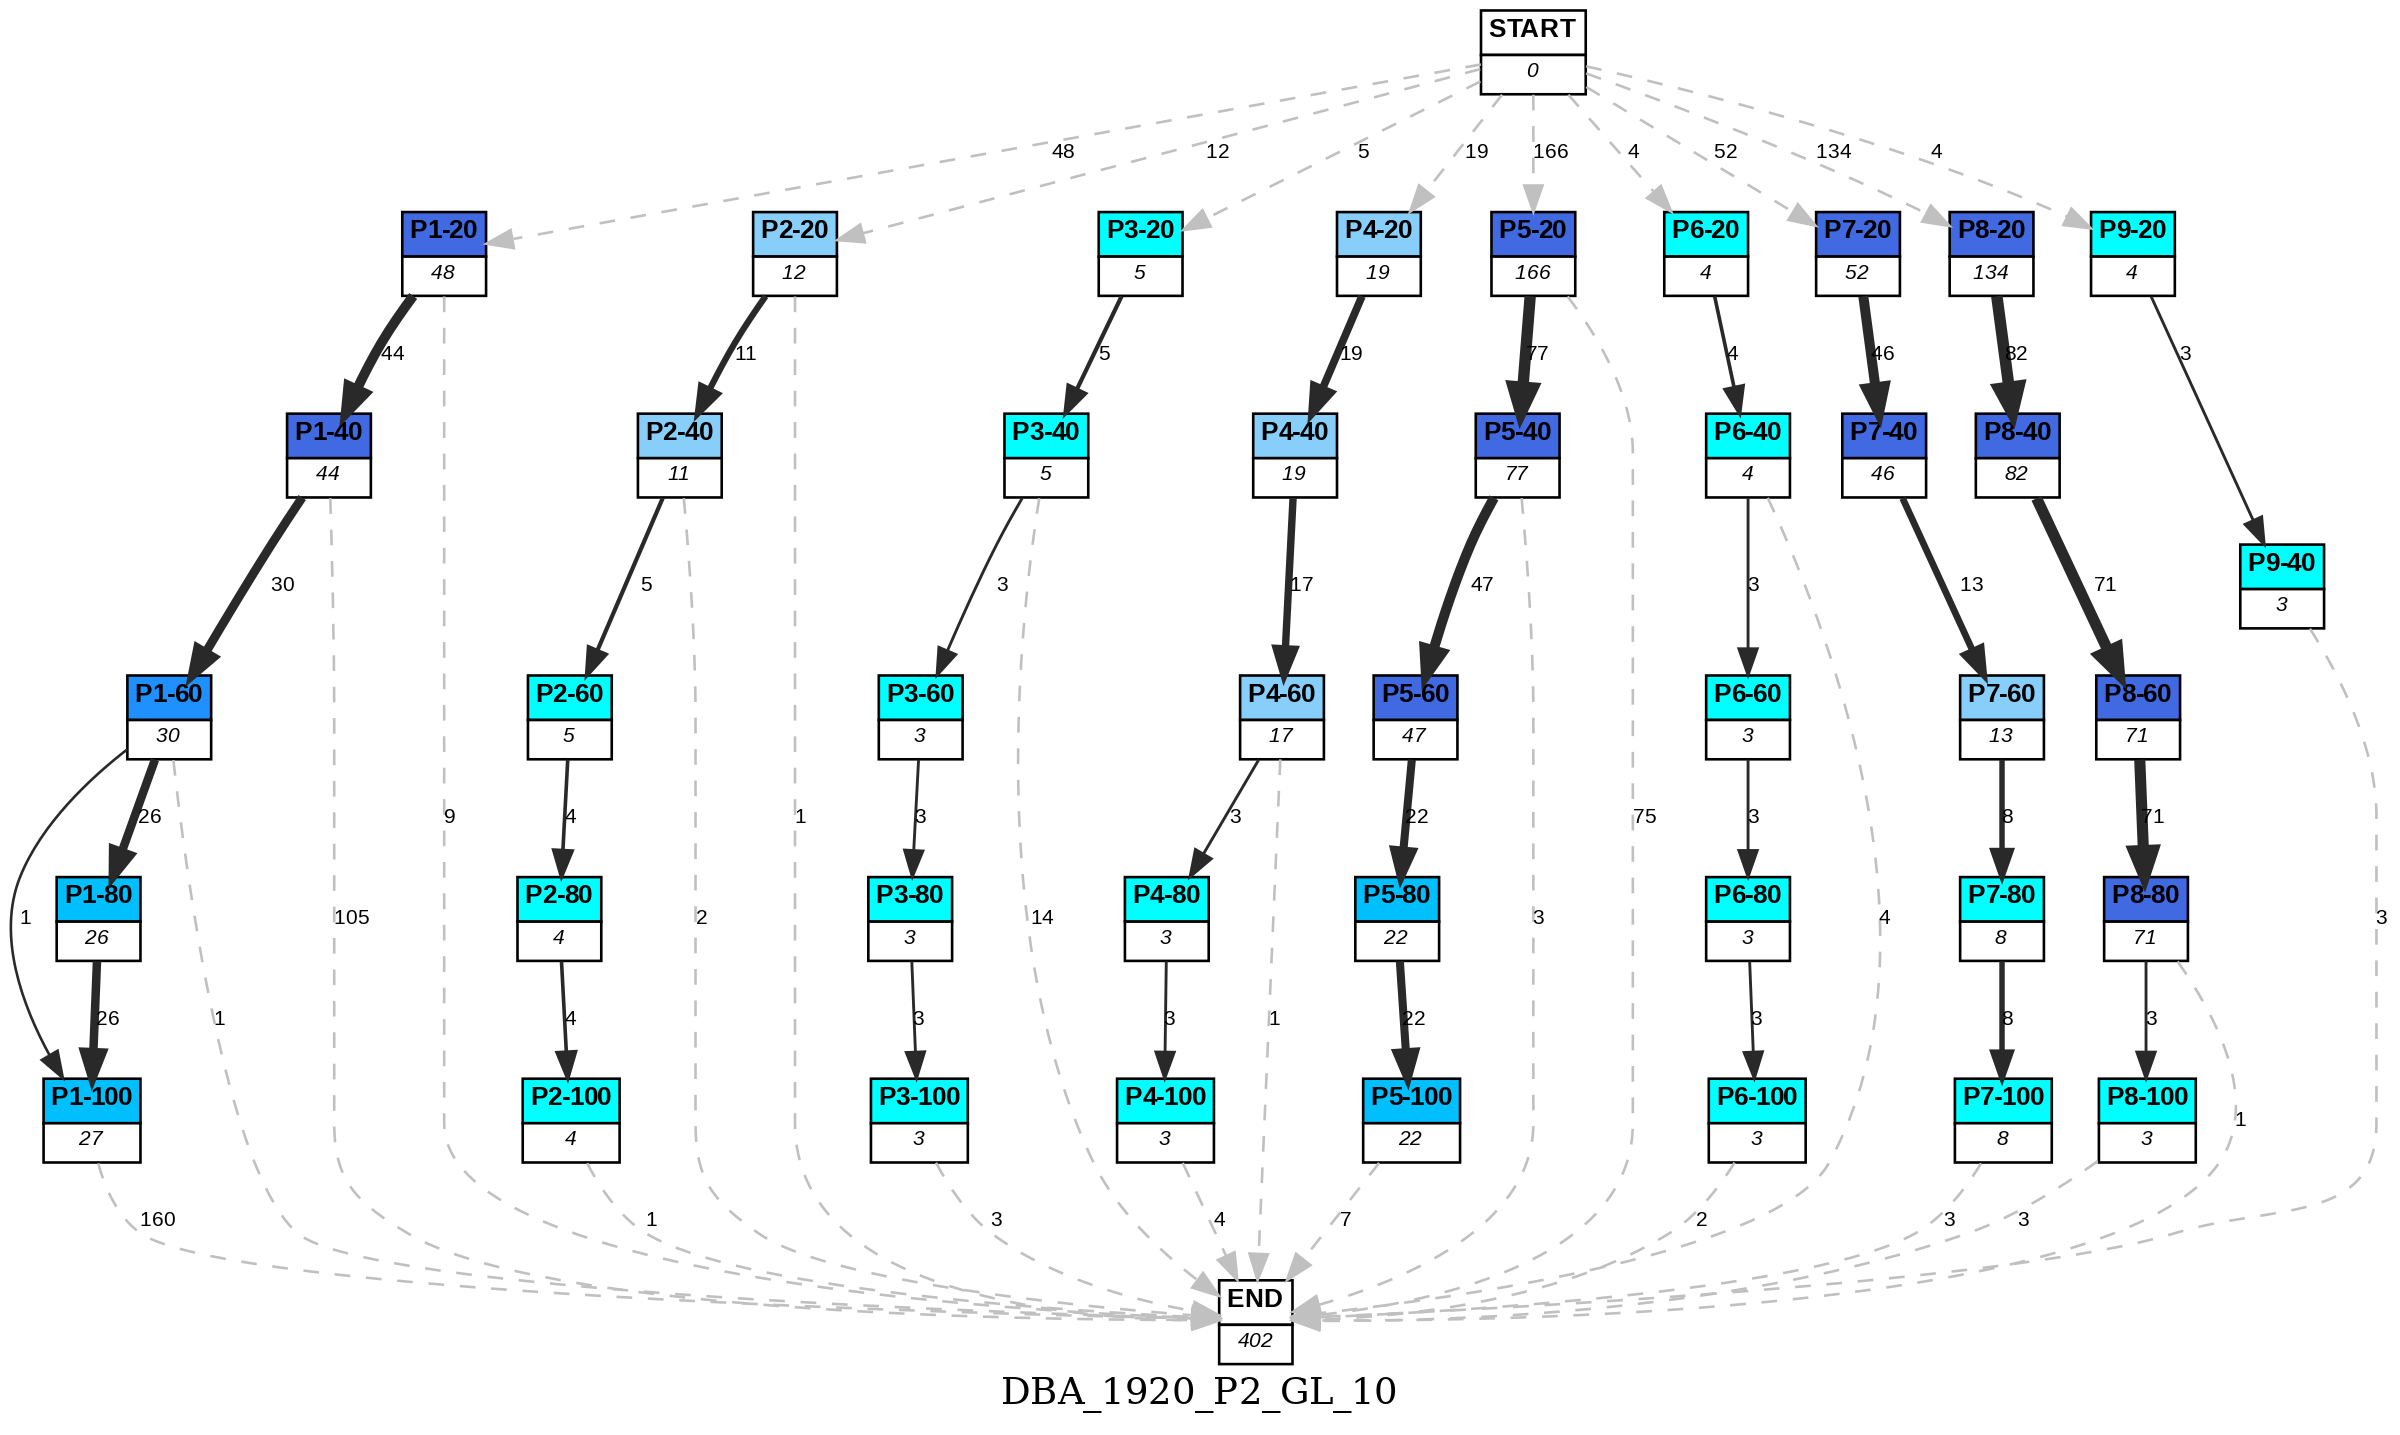 START
0
48
12
5
19
166
4
52
134
4
P1-20
48
P2-20
12
P3-20
5
P4-20
19
P5-20
166
P6-20
4
P7-20
52
P8-20
134
P9-20
4
44
11
5
19
77
4
46
82
3
P1-40
44
P2-40
11
P3-40
5
P4-40
19
P5-40
77
P6-40
4
P7-40
46
P8-40
82
P9-40
3
30
5
3
17
47
3
13
71
P1-60
30
P2-60
5
P3-60
3
P4-60
17
P5-60
47
P6-60
3
P7-60
13
P8-60
71
26
9
4
1
3
3
22
75
3
8
71
P1-80
26
P2-80
4
P3-80
3
P4-80
3
P5-80
22
P6-80
3
P7-80
8
P8-80
71
1
105
2
14
3
4
3
26
1
4
3
3
1
22
3
8
3
P1-100
27
P2-100
4
P3-100
3
P4-100
3
P5-100
22
P6-100
3
P7-100
8
P8-100
3
1
160
1
3
4
7
2
3
3
END
402
DBA_1920_P2_GL_10